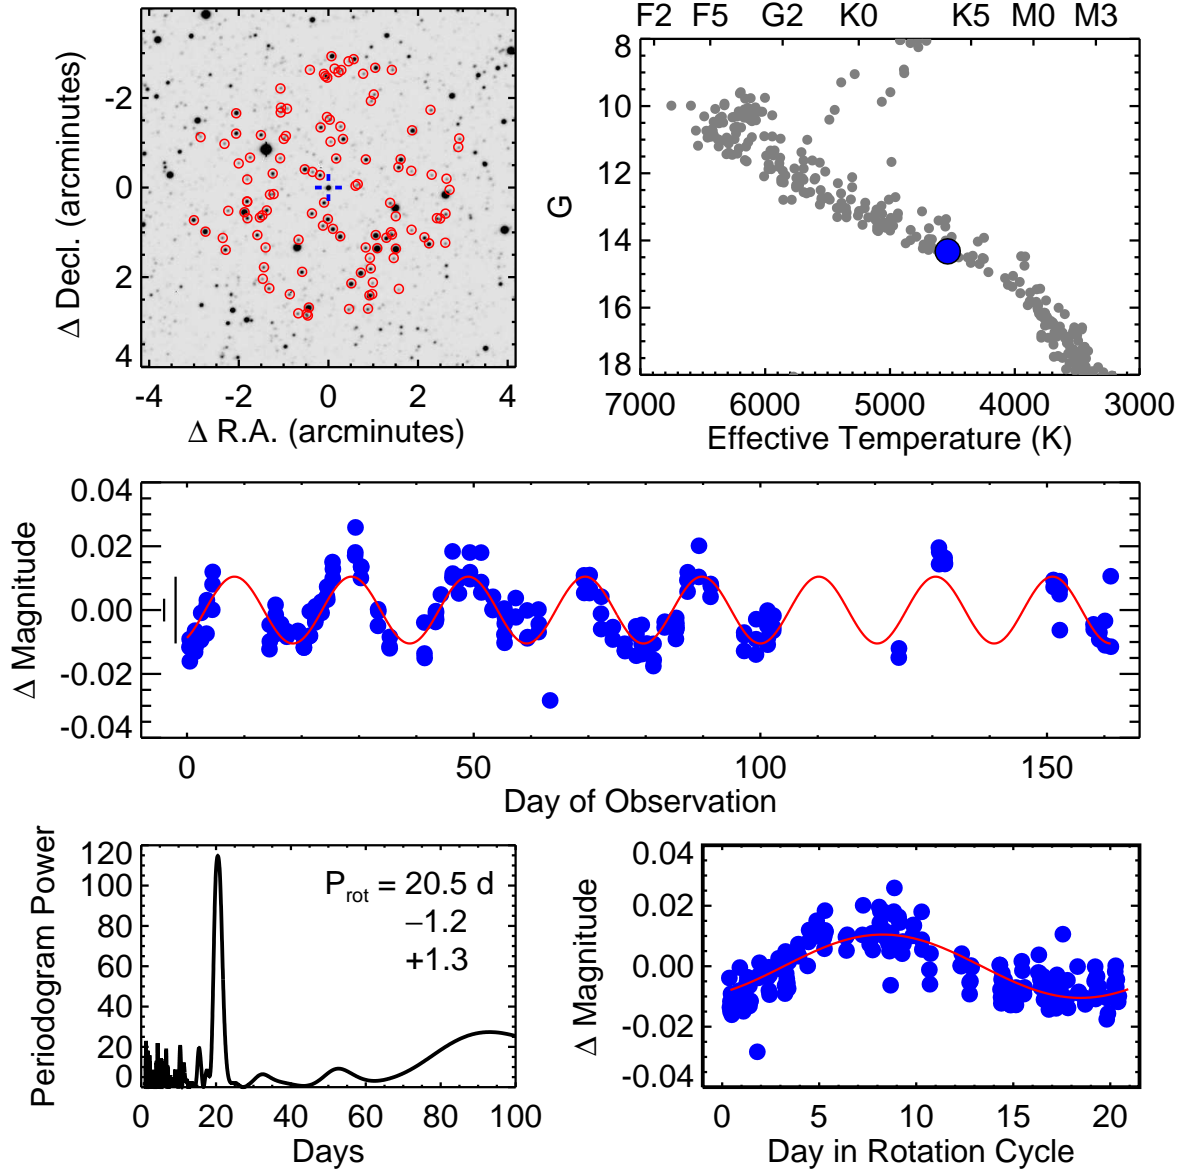 F2 F5 G2 K0 K5 M0 M3
-2
0
2
4
Δ Decl. (arcminutes)
-4 -2 0 2 4
Δ R.A. (arcminutes)
8
10
12
14
16
18
G
7000 6000 5000 4000 3000
Effective Temperature (K)
0.04
0.02
0.00
-0.02
-0.04
Δ Magnitude
0 50 100 150
Day of Observation
120
100
80
60
40
20
0
Periodogram Power
P_rot = 20.5 d
−1.2
+1.3
0 20 40 60 80 100
Days
0.04
0.02
0.00
-0.02
-0.04
Δ Magnitude
0 5 10 15 20
Day in Rotation Cycle